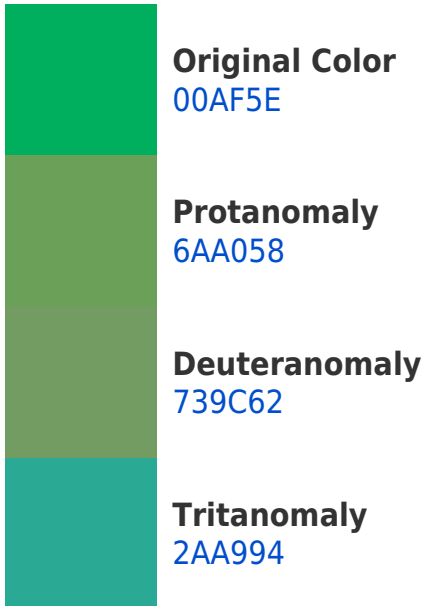 Original Color
00AF5E
Protanomaly
6AA058
Deuteranomaly
739C62
Tritanomaly
2AA994